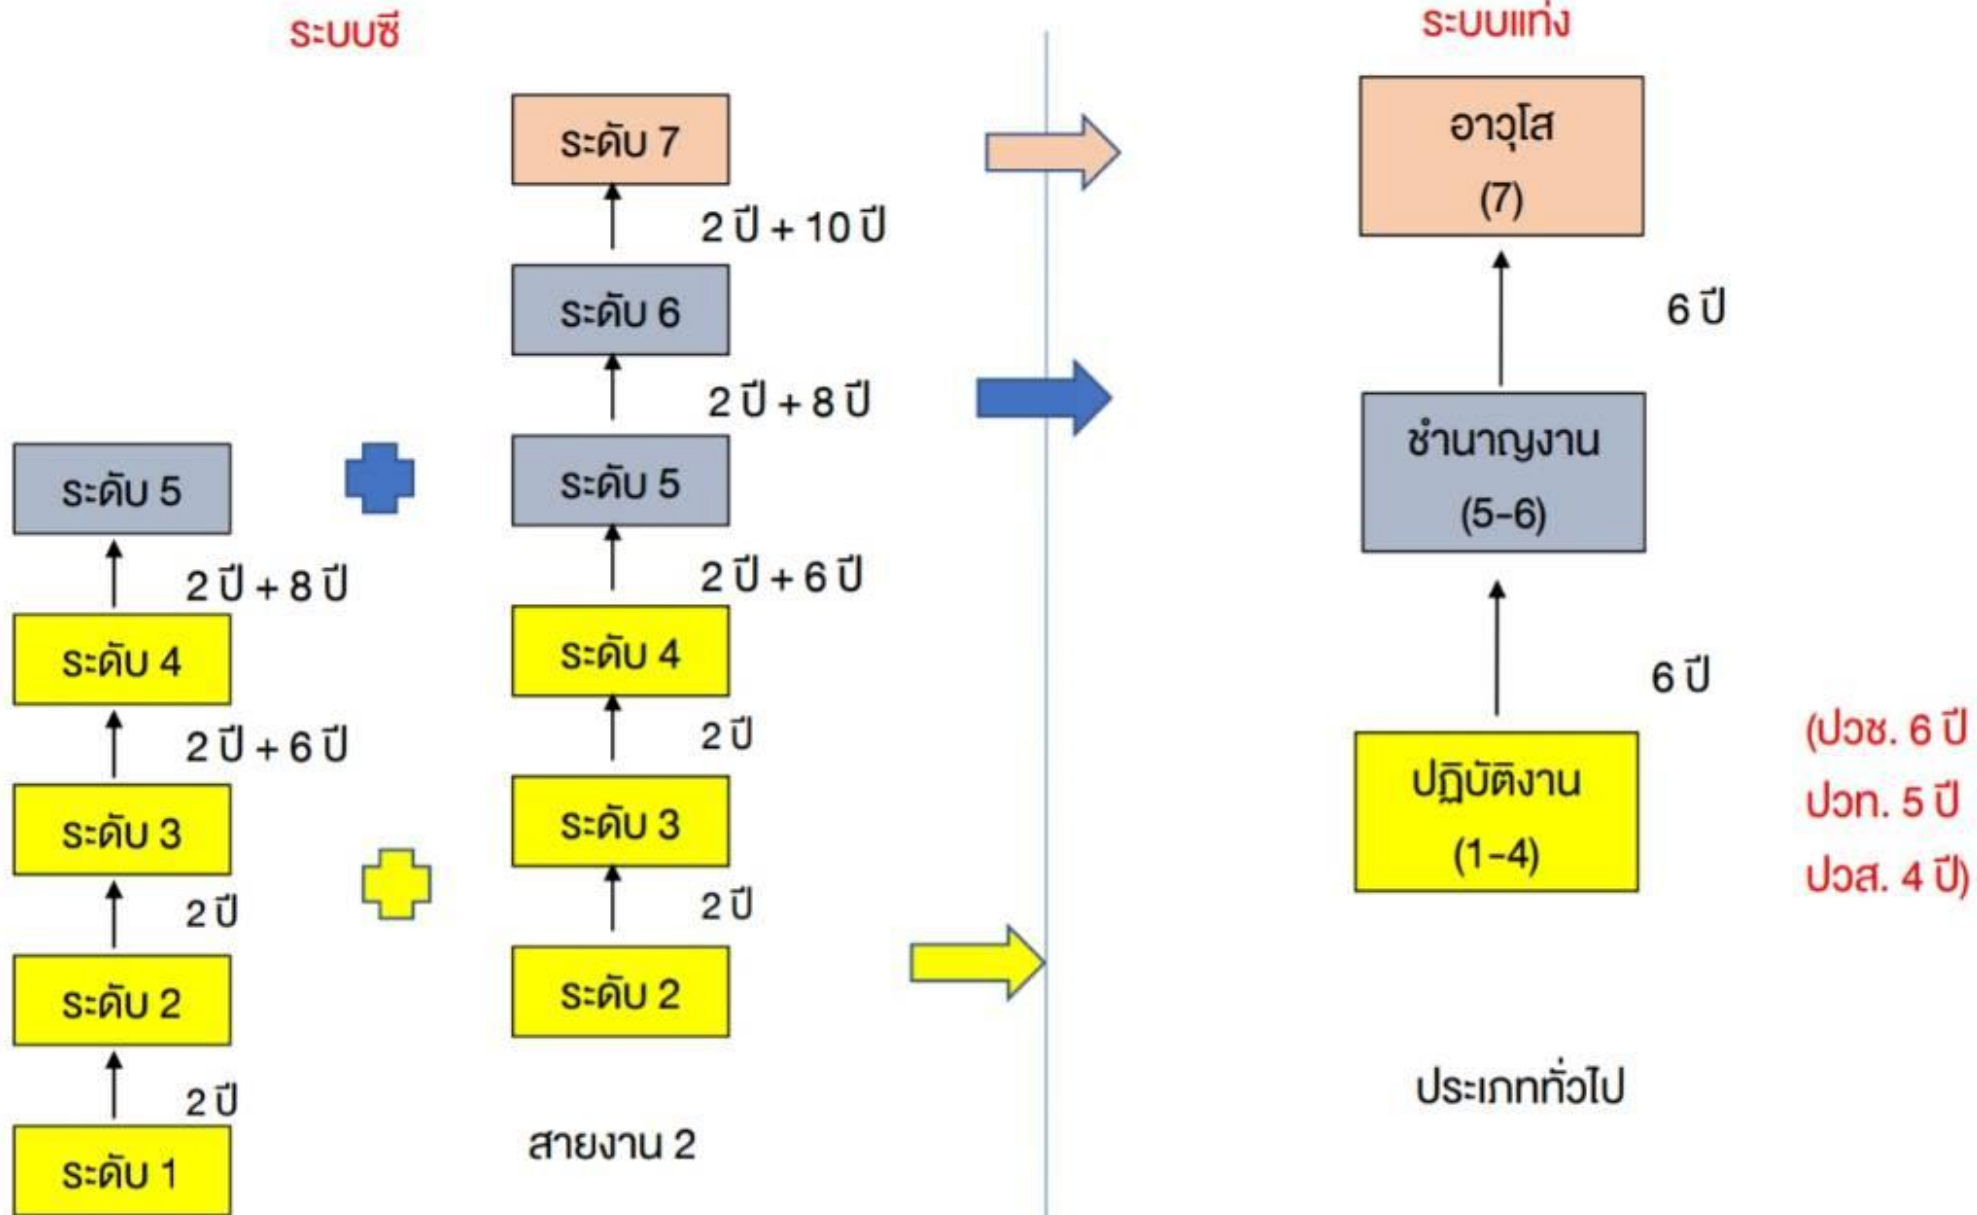 ระบบซี
ระดับ 7
2 ปี + 10 ปี
ระดับ 6
2 ปี + 8 ปี
ระดับ 5
ระดับ 5
2 ปี + 8 ปี
2 ปี + 6 ปี
ระดับ 4
ระดับ 4
2 ปี + 6 ปี
2 ปี
ระดับ 3
ระดับ 3
2 ปี
2 ปี
ระดับ 2
ระดับ 2
2 ปี
ระดับ 1
สายงาน 2
ระบบแท่ง
อาวุโส
(7)
6 ปี
ชำนาญงาน
(5-6)
6 ปี
ปฏิบัติงาน
(1-4)
(ปวช. 6 ปี
ปวท. 5 ปี
ปวส. 4 ปี)
ประเภททั่วไป